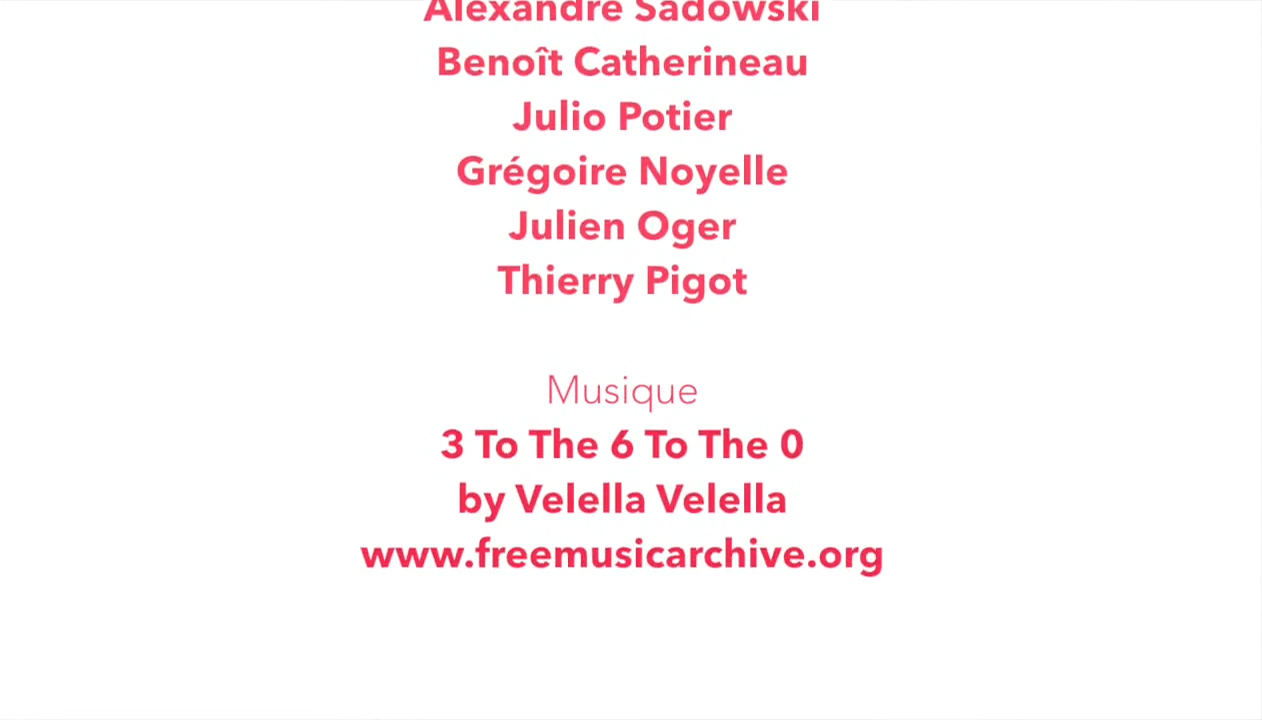 Alexandre Sadowski
Benoît Catherineau
Julio Potier
Grégoire Noyelle
Julien Oger
Thierry Pigot
Musique
3 To The 6 To The 0
by Velella Velella
www.freemusicarchive.org